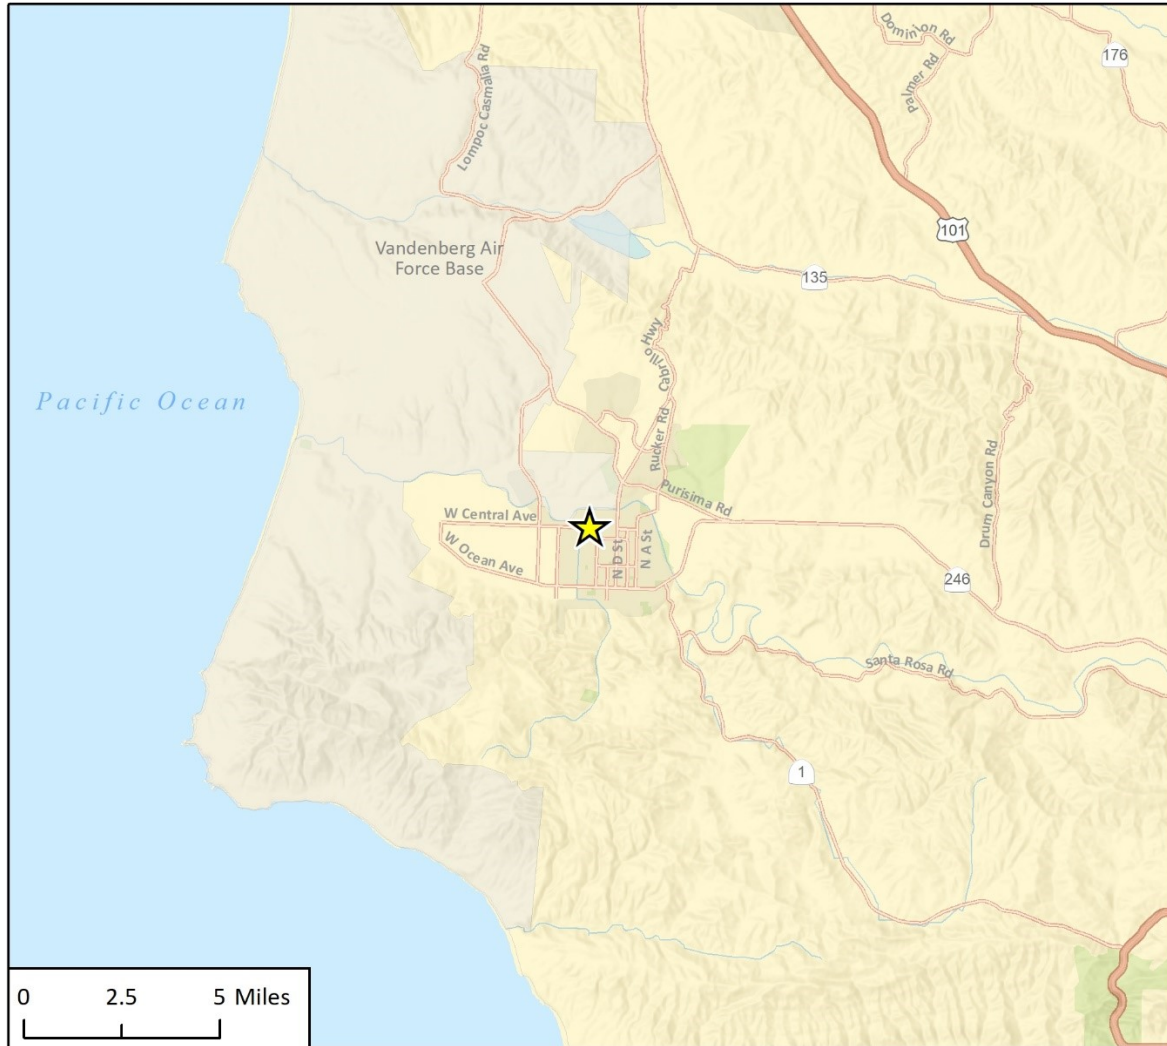 Dominion Rd
176
Palmer Rd
Lompoc Casmalia Rd
101
Vandenberg Air
Force Base
135
Cabrillo Hwy
Pacific Ocean
Rucker Rd
Purisima Rd
Drum Canyon Rd
W Central Ave
W Ocean Ave
N D St
N A St
246
Santa Rosa Rd
1
0 2.5 5 Miles